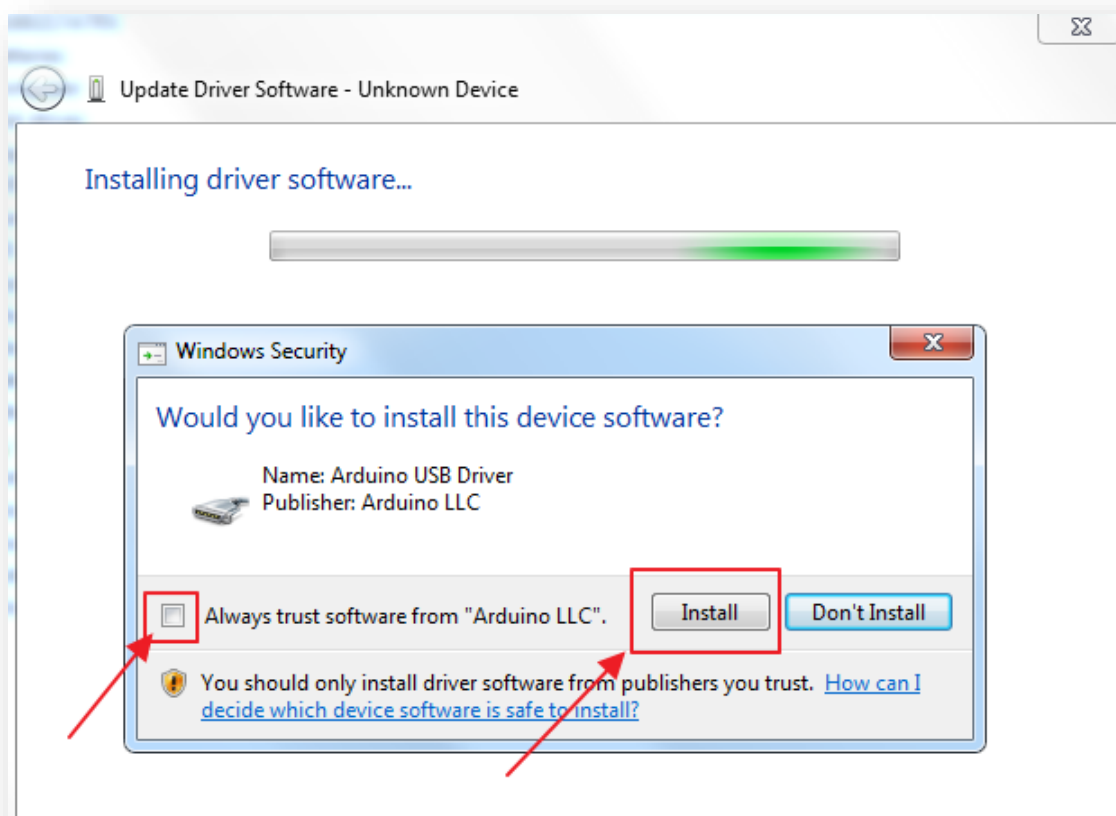 Update Driver Software - Unknown Device
Installing driver software...
Windows Security
Would you like to install this device software?
Name: Arduino USB Driver
Publisher: Arduino LLC
Always trust software from "Arduino LLC".
Install
Don't Install
You should only install driver software from publishers you trust. How can I
decide which device software is safe to install?